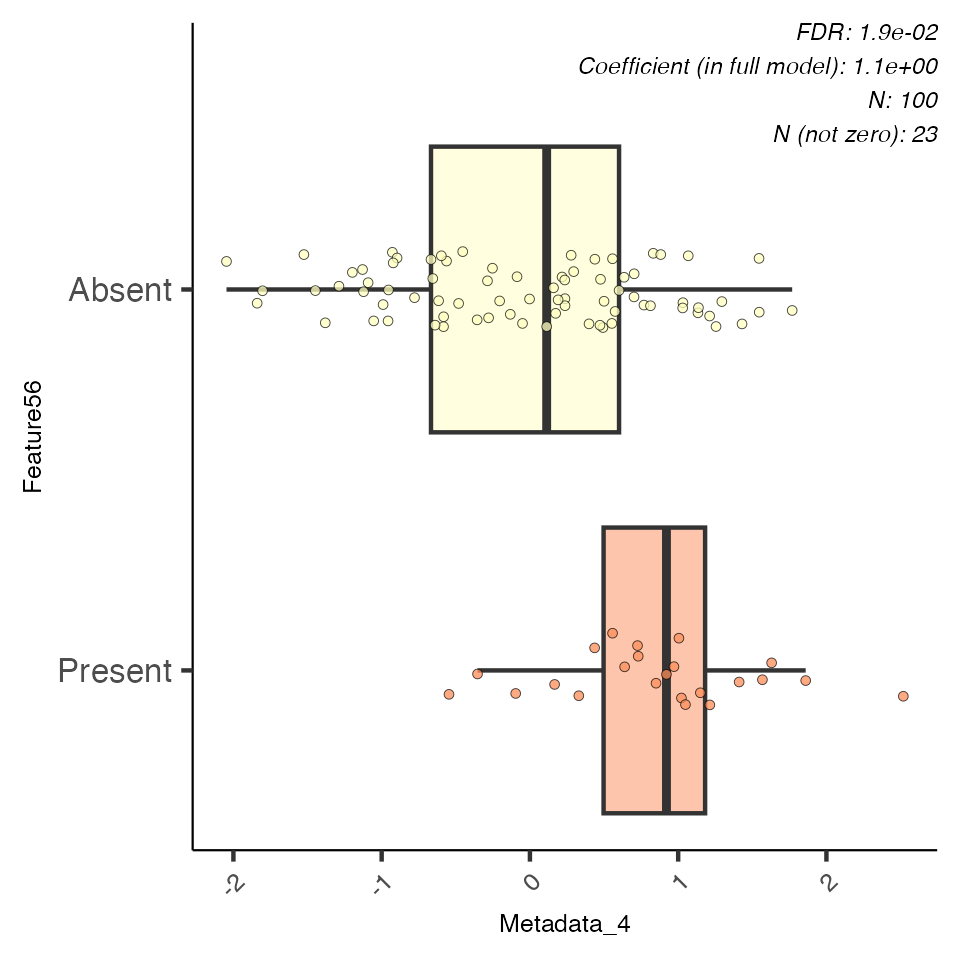 FDR: 1.9e-02
Coefficient (in full model): 1.1e+00
N: 100
N (not zero): 23
Absent
Feature56
Present
-2
-1
0
1
2
Metadata_4